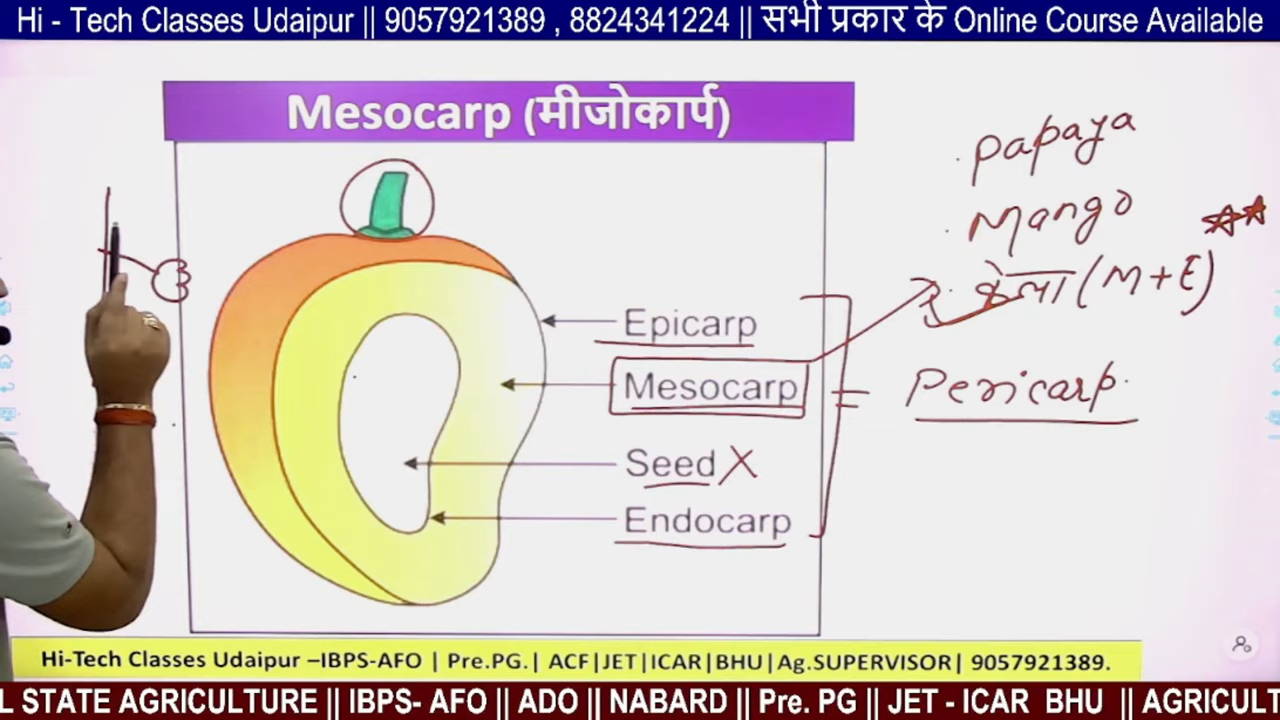 Hi - Tech Classes Udaipur || 9057921389 , 8824341224 || सभी प्रकार के Online Course Available
Mesocarp (मीजोकार्प)
Papaya
Mango
केला (M+E)
Epicarp
Mesocarp
= Pericarp
Seed X
Endocarp
Hi-Tech Classes Udaipur –IBPS-AFO | Pre.PG.| ACF|JET|ICAR|BHU|Ag.SUPERVISOR| 9057921389.
L STATE AGRICULTURE || IBPS- AFO || ADO || NABARD || Pre. PG || JET - ICAR BHU || AGRICULT